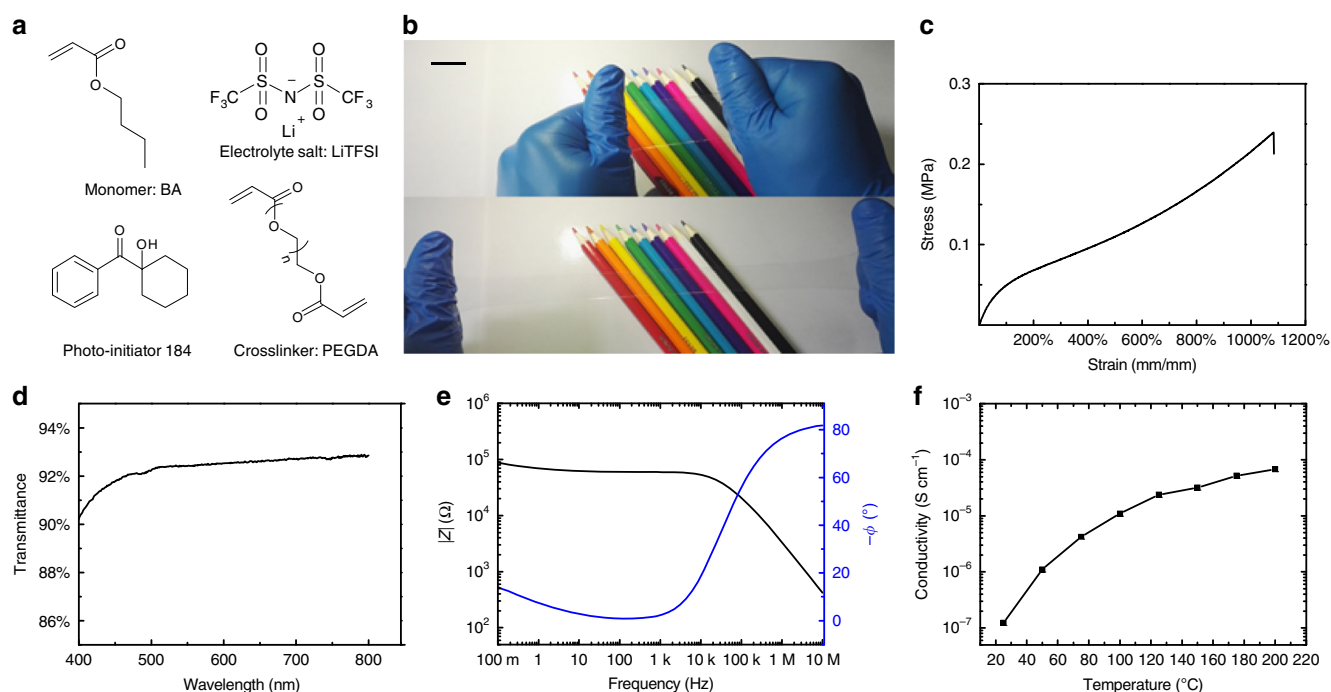 a
O
O
Monomer: BA
O
O
S
S
F₃C
N
−
CF₃
O
O
Li⁺
Electrolyte salt: LiTFSI
O
OH
Photo-initiator 184
O
O
n
O
O
Crosslinker: PEGDA
b
c
0.3
0.2
0.1
Stress (MPa)
200% 400% 600% 800% 1000% 1200%
Strain (mm/mm)
d
94%
92%
90%
88%
86%
Transmittance
400 500 600 700 800
Wavelength (nm)
e
10⁶
10⁵
10⁴
10³
10²
|Z| (Ω)
80
60
40
20
0
−ϕ (°)
100 m 1 10 100 1 k 10 k 100 k 1 M 10 M
Frequency (Hz)
f
10⁻³
10⁻⁴
10⁻⁵
10⁻⁶
10⁻⁷
Conductivity (S cm⁻¹)
20 40 60 80 100 120 140 160 180 200 220
Temperature (°C)